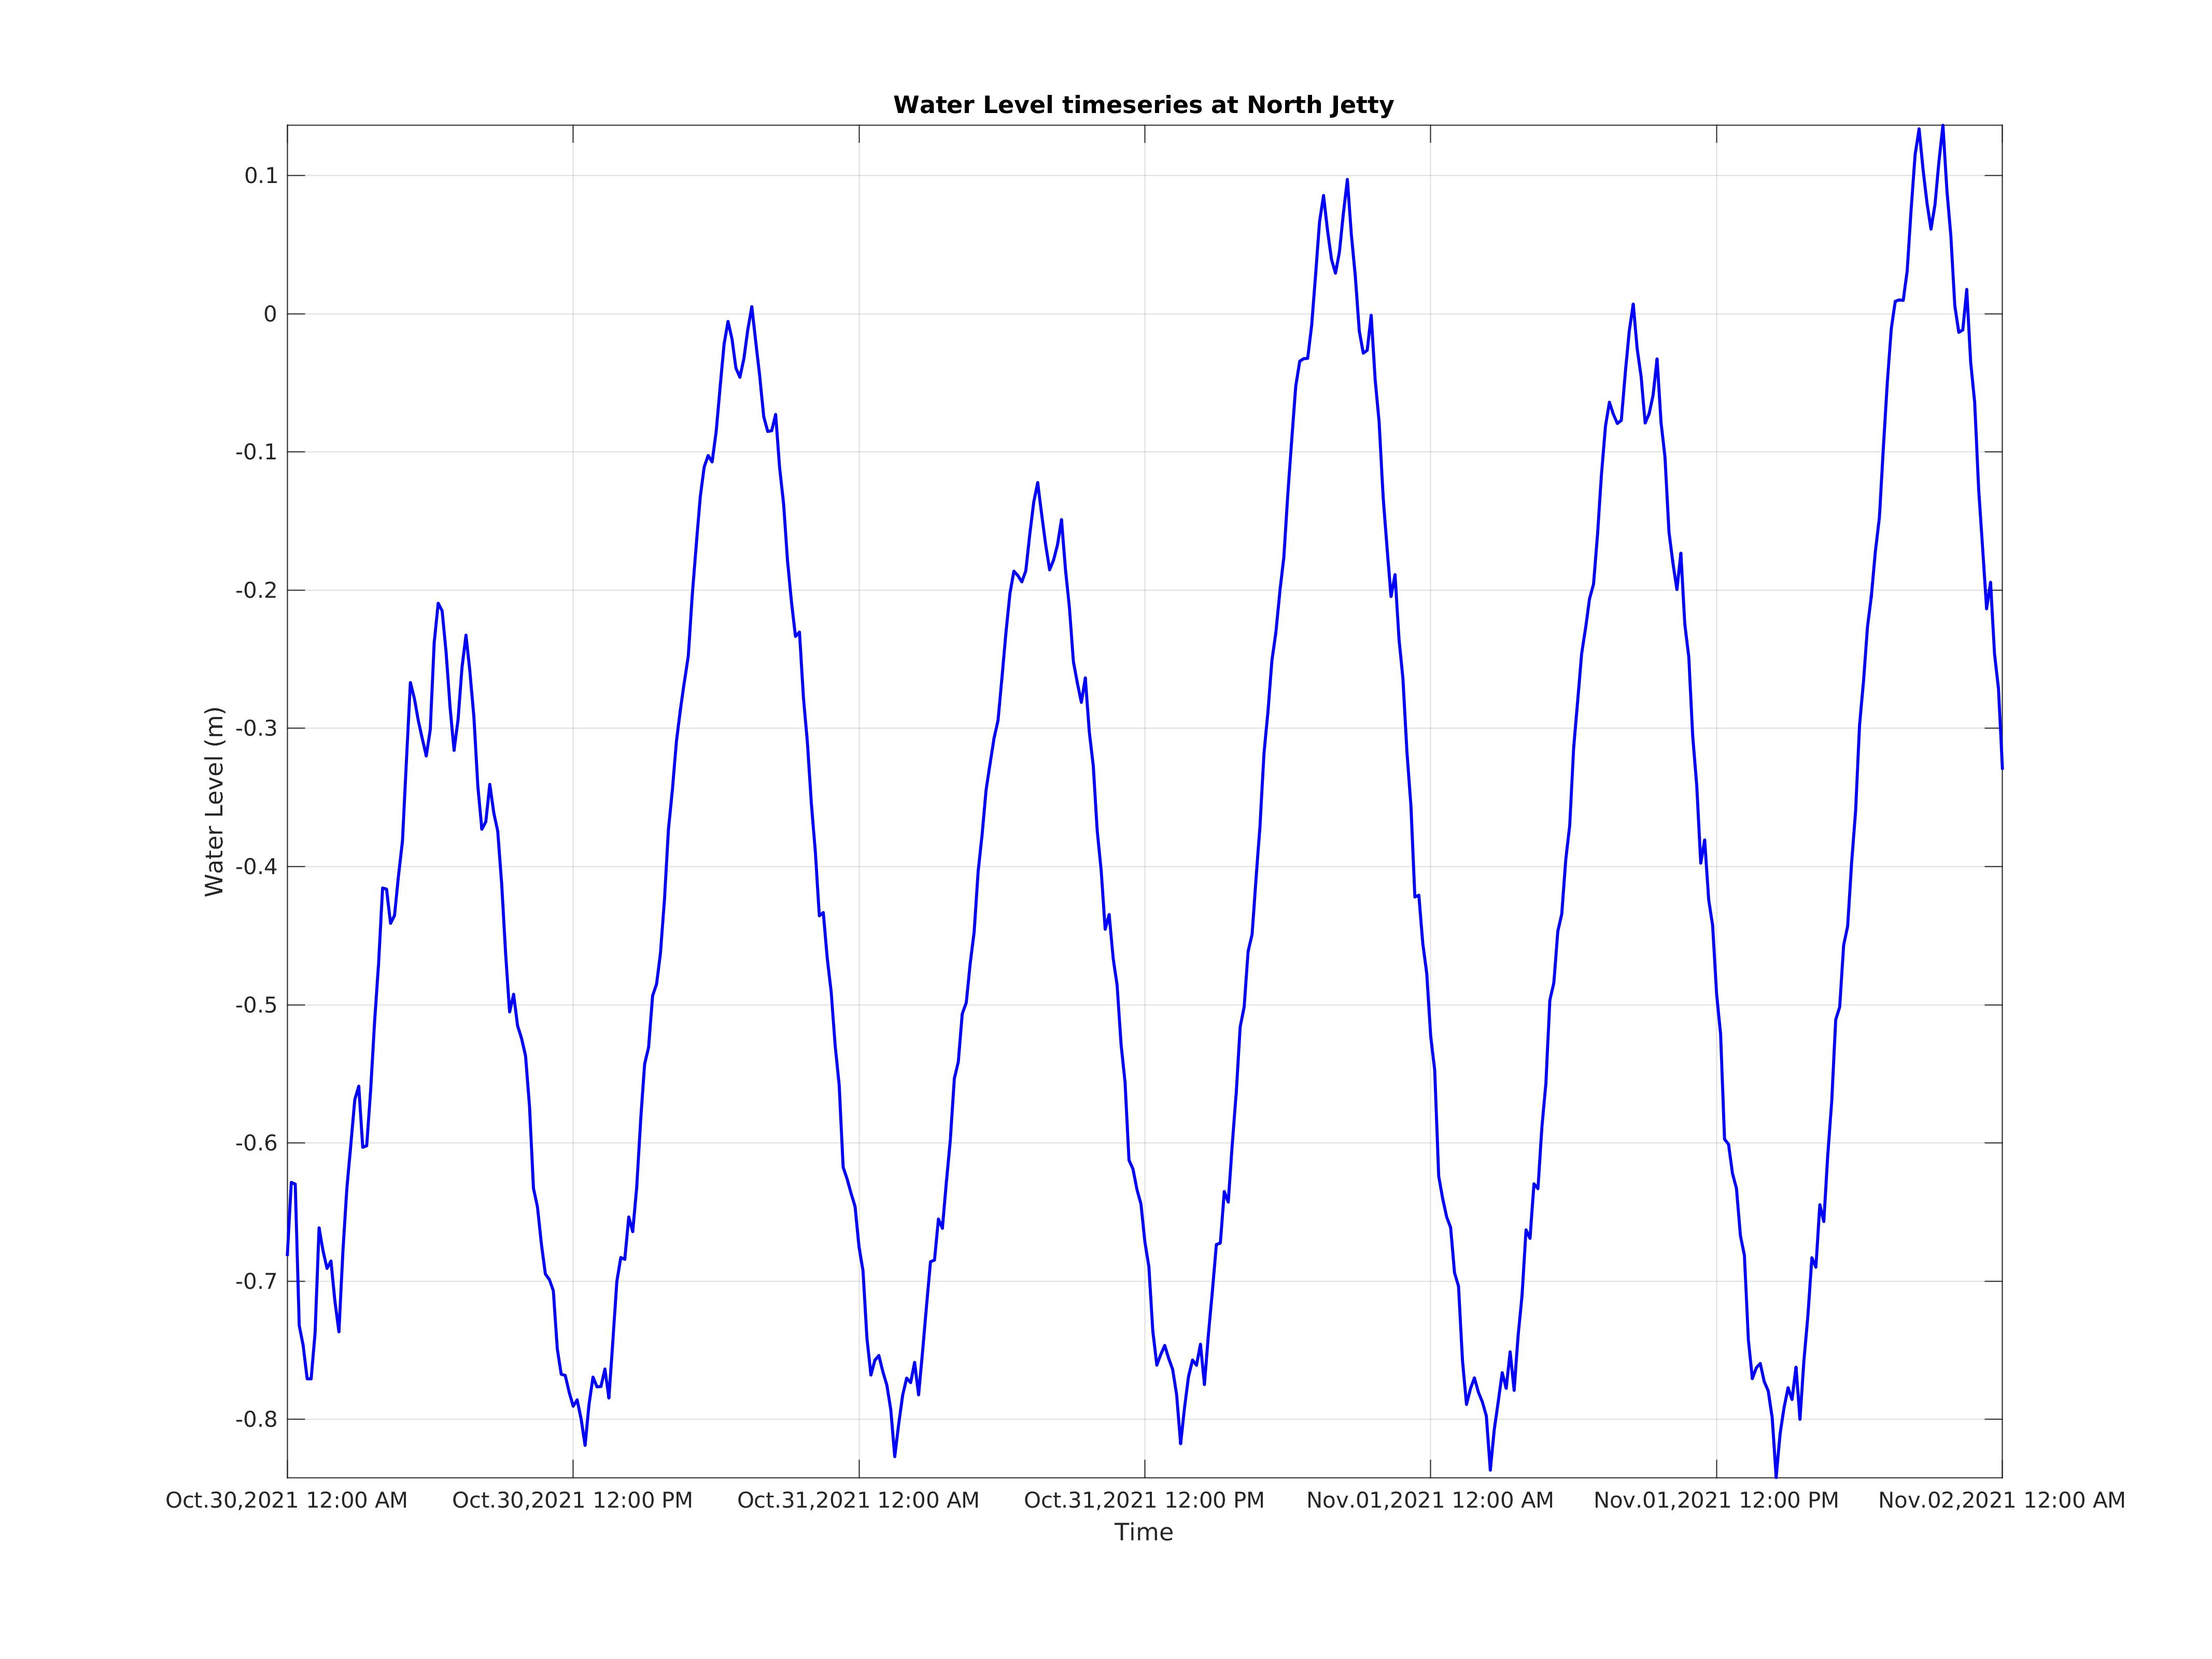 Water Level timeseries at North Jetty
0.1
0
-0.1
-0.2
-0.3
-0.4
-0.5
-0.6
-0.7
-0.8
Water Level (m)
Oct.30,2021 12:00 AM Oct.30,2021 12:00 PM Oct.31,2021 12:00 AM Oct.31,2021 12:00 PM Nov.01,2021 12:00 AM Nov.01,2021 12:00 PM Nov.02,2021 12:00 AM
Time